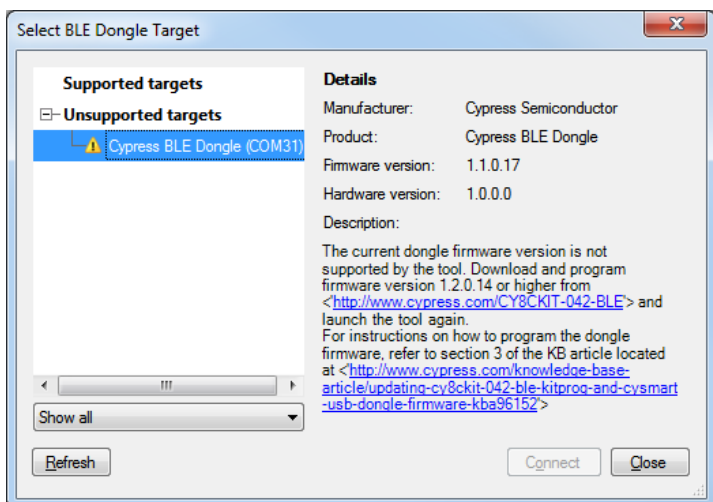 Select BLE Dongle Target
Supported targets
Unsupported targets
Cypress BLE Dongle (COM31)
Show all
Details
Manufacturer: Cypress Semiconductor
Product: Cypress BLE Dongle
Firmware version: 1.1.0.17
Hardware version: 1.0.0.0
Description:
The current dongle firmware version is not
supported by the tool. Download and program
firmware version 1.2.0.14 or higher from
<'http://www.cypress.com/CY8CKIT-042-BLE'> and
launch the tool again.
For instructions on how to program the dongle
firmware, refer to section 3 of the KB article located
at <'http://www.cypress.com/knowledge-base-
article/updating-cy8ckit-042-ble-kitprog-and-cysmart
-usb-dongle-firmware-kba96152'>
Refresh
Connect
Close